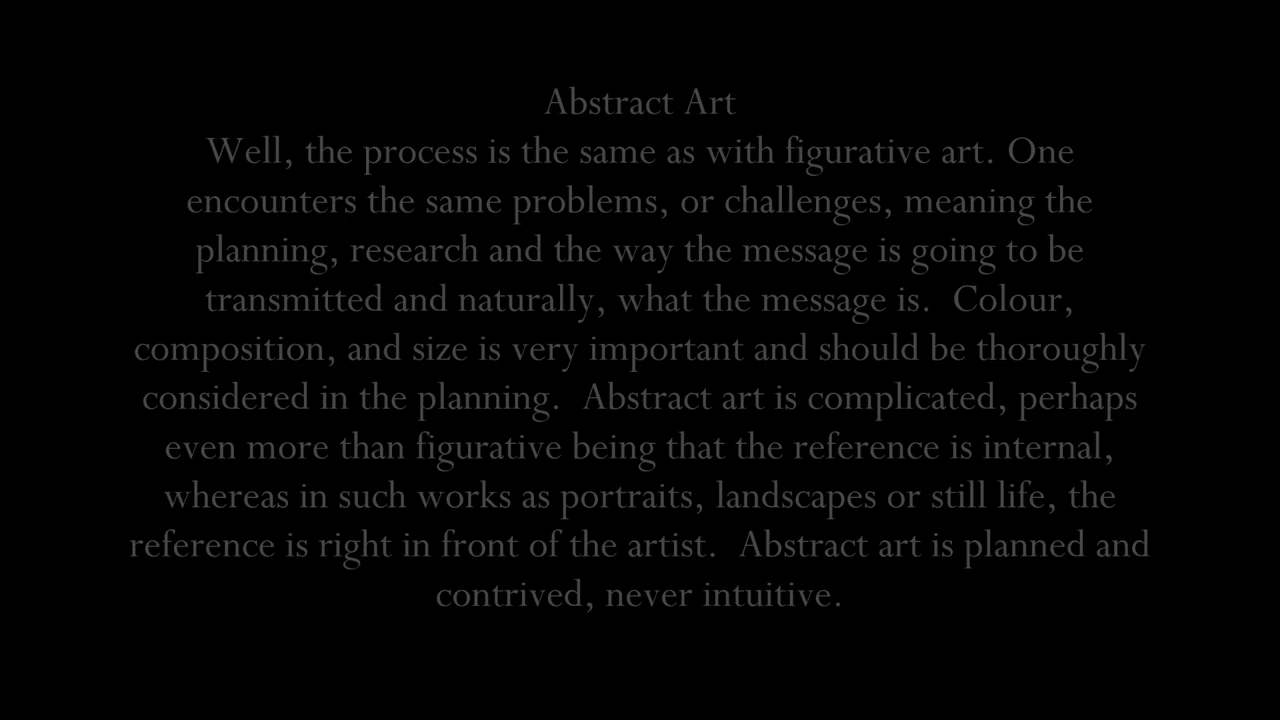 Abstract Art
Well, the process is the same as with figurative art. One
encounters the same problems, or challenges, meaning the
planning, research and the way the message is going to be
transmitted and naturally, what the message is.  Colour,
composition, and size is very important and should be thoroughly
considered in the planning.  Abstract art is complicated, perhaps
even more than figurative being that the reference is internal,
whereas in such works as portraits, landscapes or still life, the
reference is right in front of the artist.  Abstract art is planned and
contrived, never intuitive.